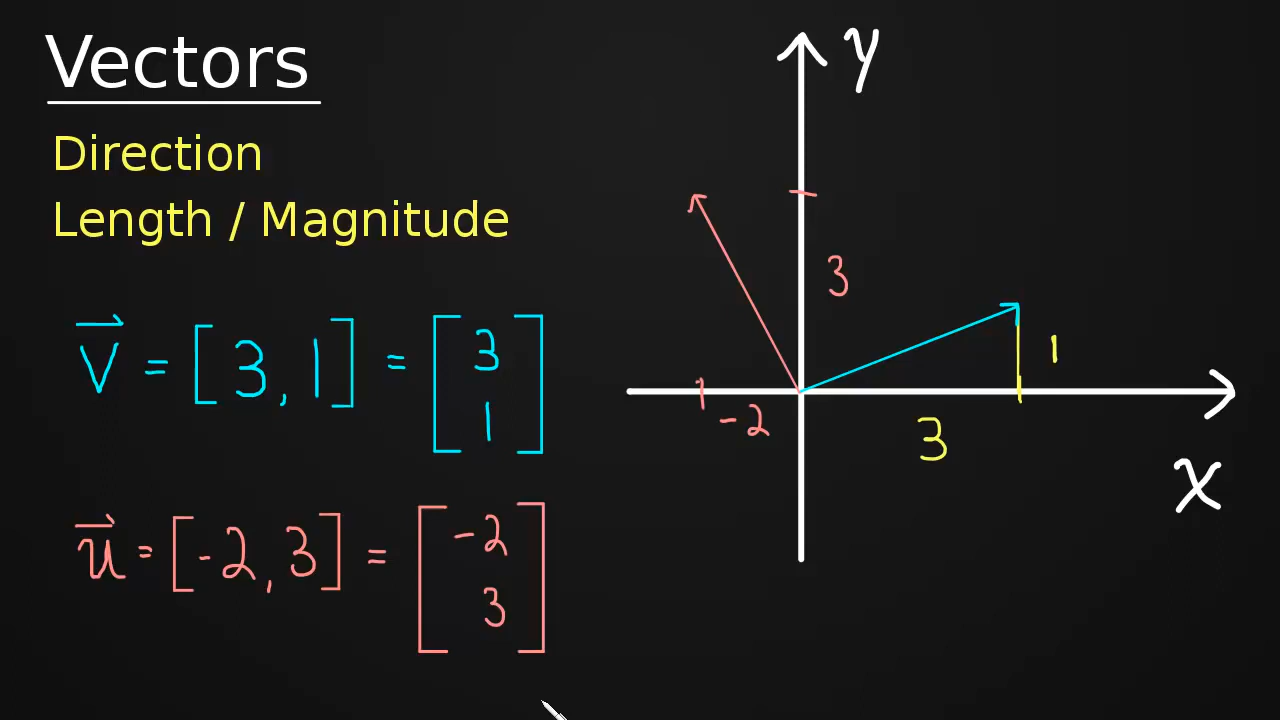 Vectors
Direction
Length / Magnitude
v = [3, 1] = [3 1]
u = [-2, 3] = [-2 3]
y
3
1
-2
3
x